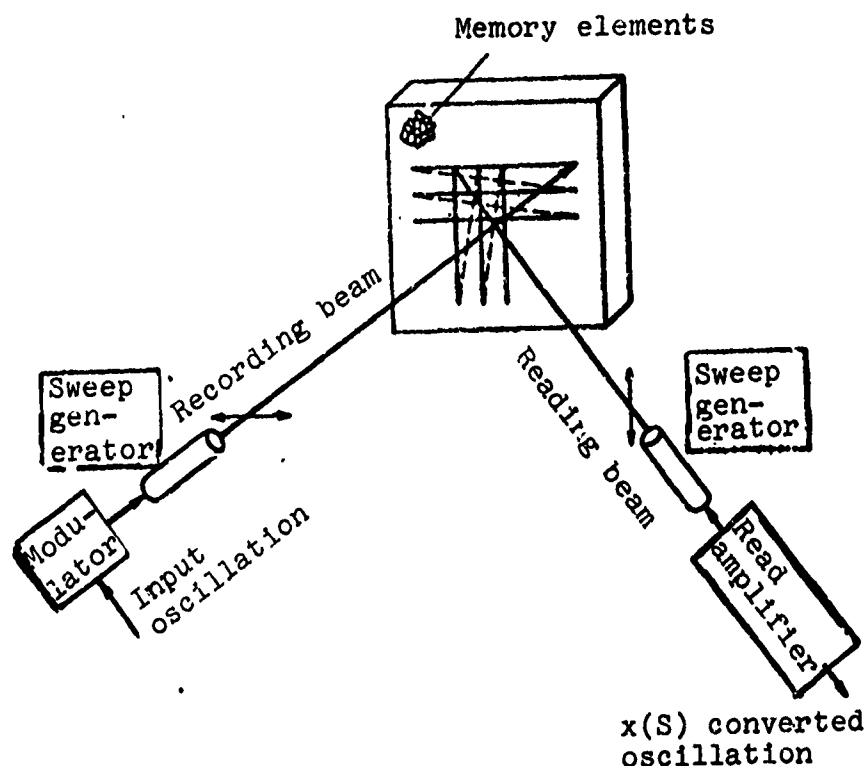 Memory elements
Recording beam
Reading beam
Sweep
gen-
erator
Sweep
gen-
erator
Modu-
lator
Input
oscillation
Read
amplifier
x(S) converted
oscillation